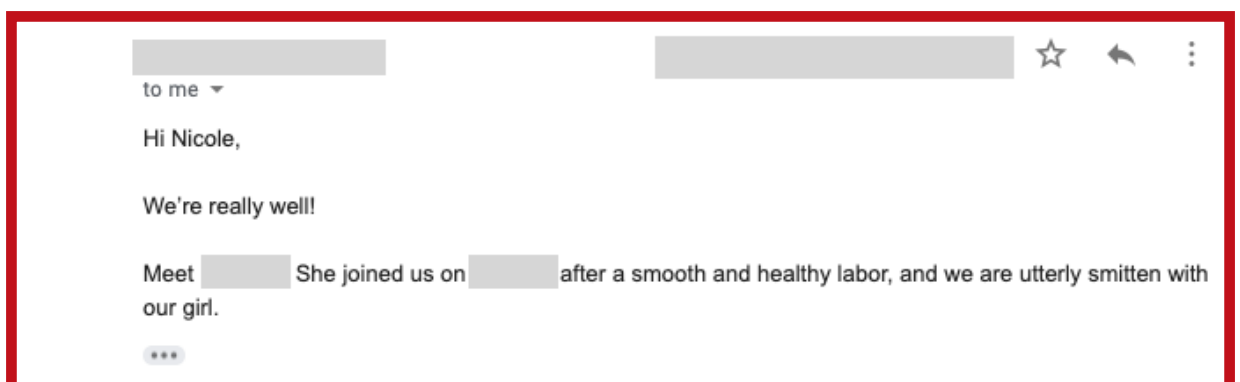 to me
Hi Nicole,
We’re really well!
Meet She joined us on after a smooth and healthy labor, and we are utterly smitten with
our girl.